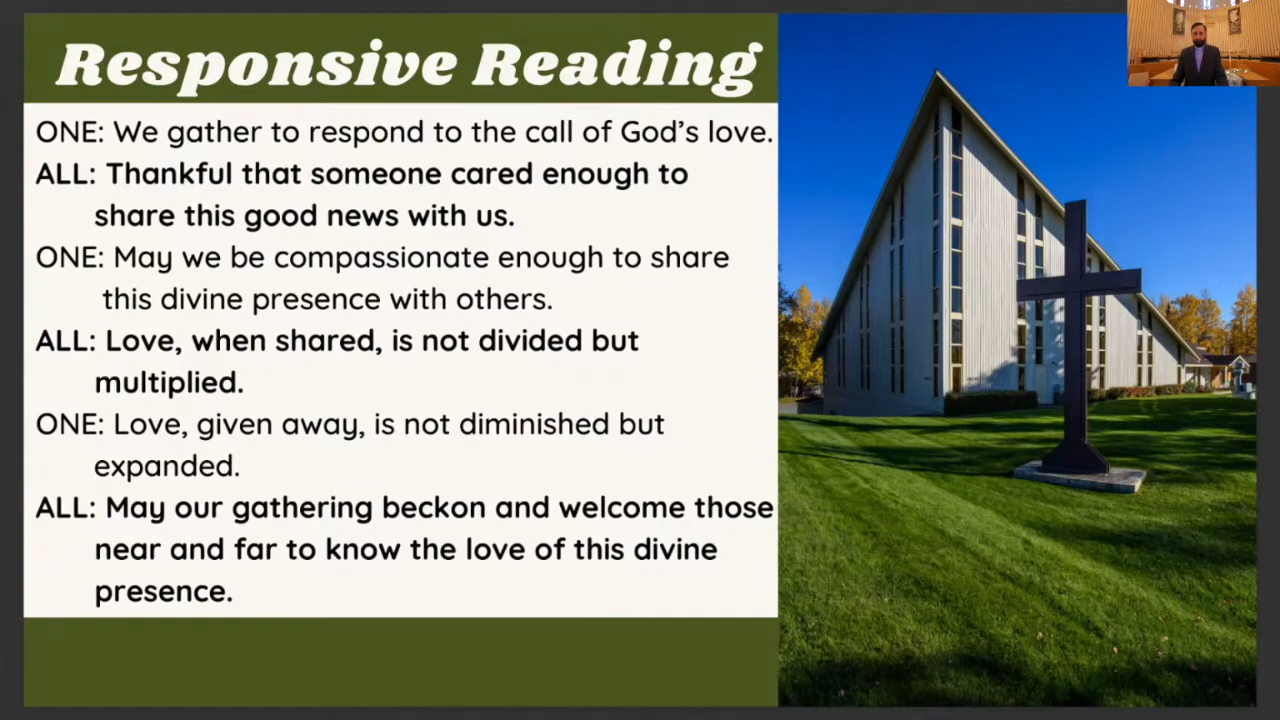 Responsive Reading
ONE: We gather to respond to the call of God’s love.
ALL: Thankful that someone cared enough to
share this good news with us.
ONE: May we be compassionate enough to share
this divine presence with others.
ALL: Love, when shared, is not divided but
multiplied.
ONE: Love, given away, is not diminished but
expanded.
ALL: May our gathering beckon and welcome those
near and far to know the love of this divine
presence.